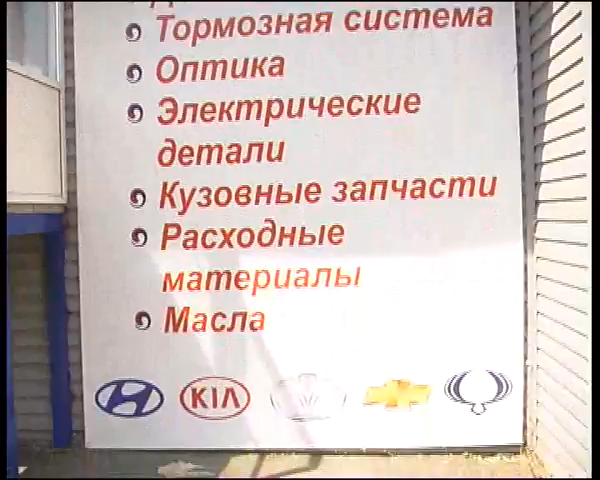 Тормозная система
Оптика
Электрические
детали
Кузовные запчасти
Расходные
материалы
Масла
KIA